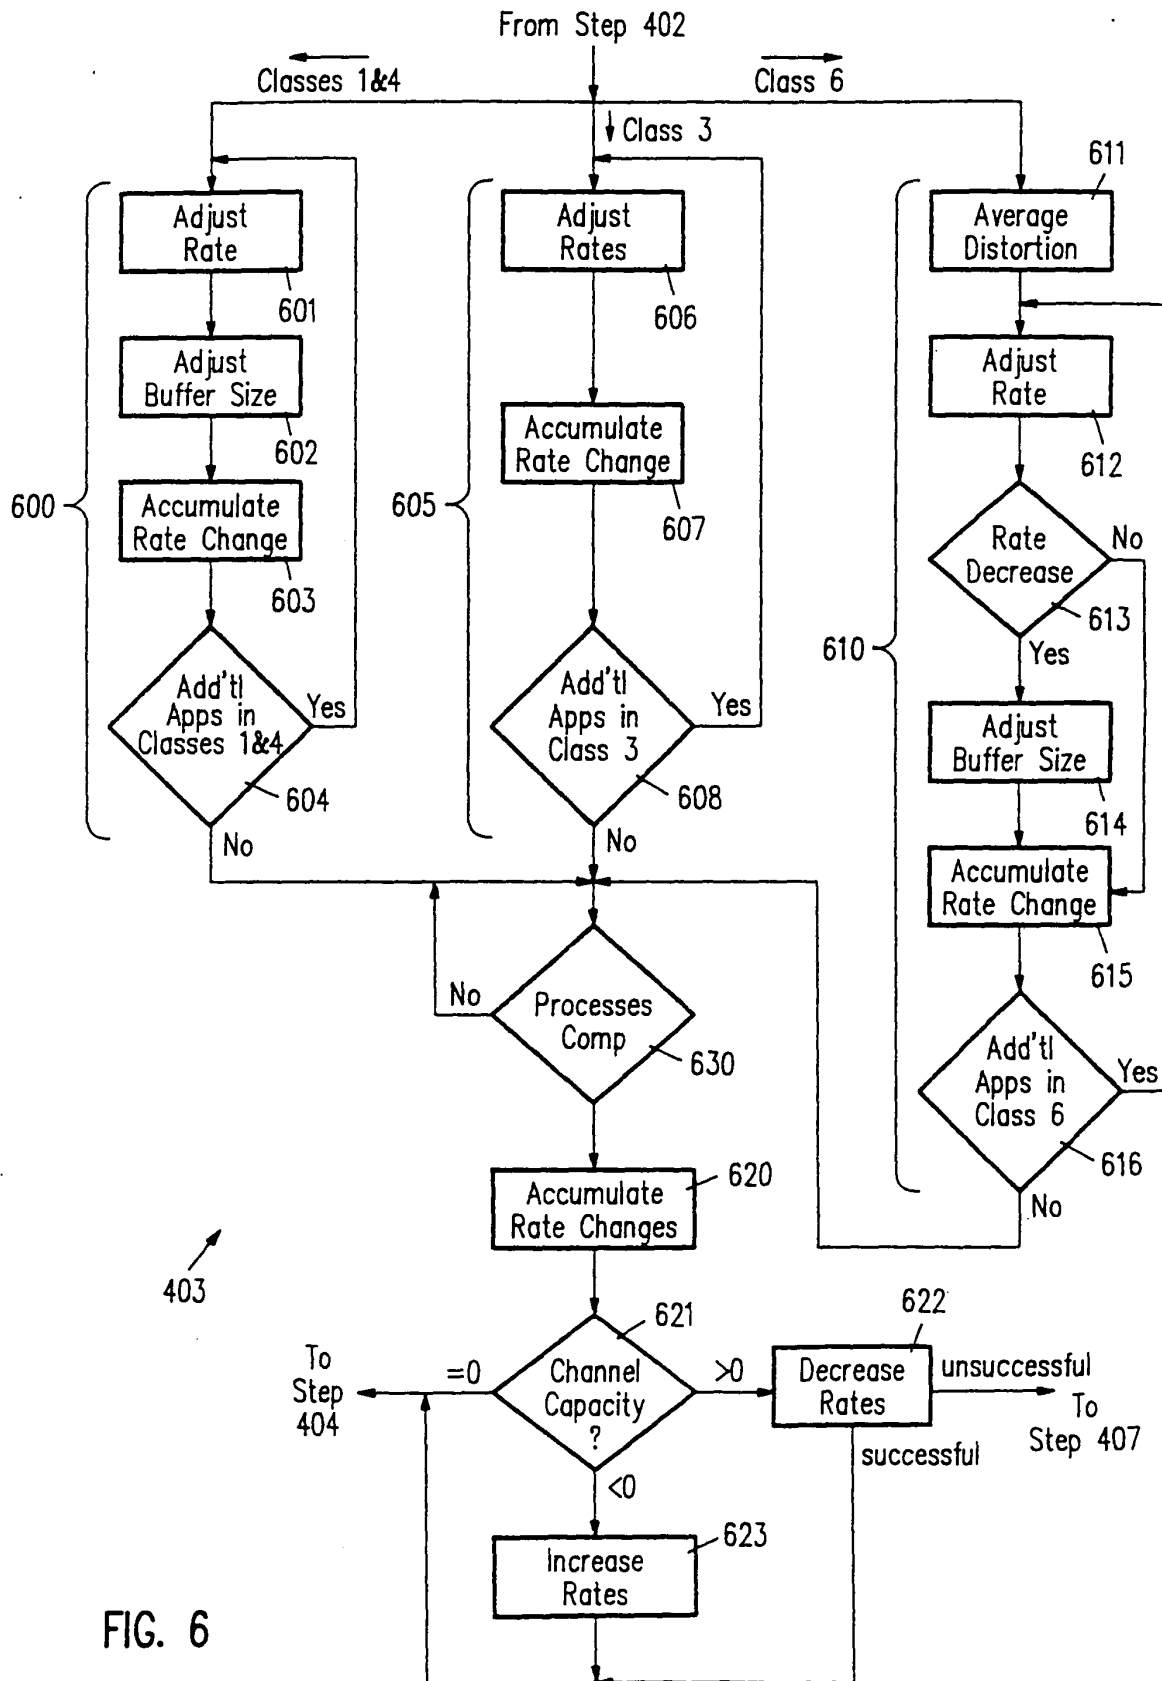 From Step 402
Classes 1&4
Class 6
Class 3
600
Adjust
Rate
601
Adjust
Buffer Size
602
Accumulate
Rate Change
603
Add'tl
Apps in
Classes 1&4
Yes
604
No
605
Adjust
Rates
606
Accumulate
Rate Change
607
Add'tl
Apps in
Class 3
Yes
608
No
610
611
Average
Distortion
Adjust
Rate
612
Rate
Decrease
No
613
Yes
Adjust
Buffer Size
614
Accumulate
Rate Change
615
Add'tl
Apps in
Class 6
Yes
616
No
Processes
Comp
No
630
620
Accumulate
Rate Changes
403
621
Channel
Capacity
?
=0
To
Step
404
>0
622
Decrease
Rates
unsuccessful
To
Step 407
successful
<0
623
Increase
Rates
FIG. 6